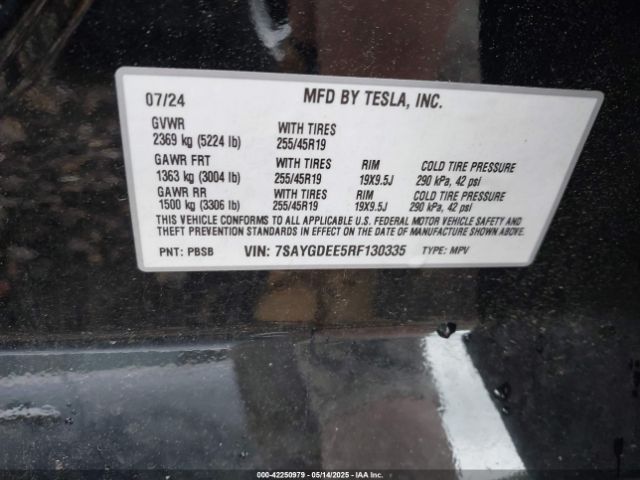 07/24 MFD BY TESLA, INC.
GVWR WITH TIRES
2369 kg (5224 lb) 255/45R19
GAWR FRT WITH TIRES RIM COLD TIRE PRESSURE
1363 kg (3004 lb) 255/45R19 19X9.5J 290 kPa, 42 psi
GAWR RR WITH TIRES RIM COLD TIRE PRESSURE
1500 kg (3306 lb) 255/45R19 19X9.5J 290 kPa, 42 psi
THIS VEHICLE CONFORMS TO ALL APPLICABLE U.S. FEDERAL MOTOR VEHICLE SAFETY AND
THEFT PREVENTION STANDARDS IN EFFECT ON THE DATE OF MANUFACTURE SHOWN ABOVE.
PNT: PBSB VIN: 7SAYGDEE5RF130335 TYPE: MPV
000-42250979 — 05/14/2025 — IAA Inc.